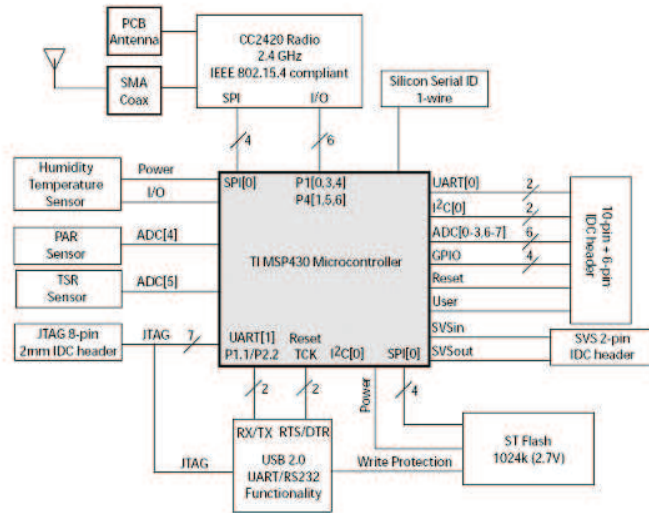 PCB
Antenna
SMA
Coax
CC2420 Radio
2.4 GHz
IEEE 802.15.4 compliant
SPI I/O
Silicon Serial ID
1-wire
4 6
Humidity
Temperature
Sensor
Power
I/O
SPI[0] P1[0,3,4]
P4[1,5,6]
UART[0] 2
I²C[0] 2
ADC[0-3,6-7] 6
GPIO 4
Reset
User
10-pin + 6-pin
IDC header
PAR
Sensor
ADC[4]
TI MSP430 Microcontroller
TSR
Sensor
ADC[5]
JTAG 8-pin
2mm IDC header
JTAG 7
UART[1] Reset
P1.1/P2.2 TCK I²C[0] SPI[0]
SVSin
SVSout
SVS 2-pin
IDC header
2 2 Power 4
RX/TX RTS/DTR
USB 2.0
UART/RS232
Functionality
JTAG
Write Protection
ST Flash
1024k (2.7V)